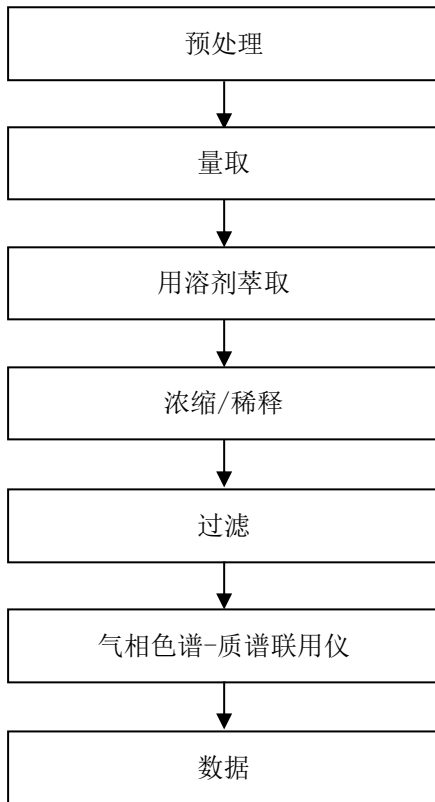 预处理
量取
用溶剂萃取
浓缩/稀释
过滤
气相色谱-质谱联用仪
数据